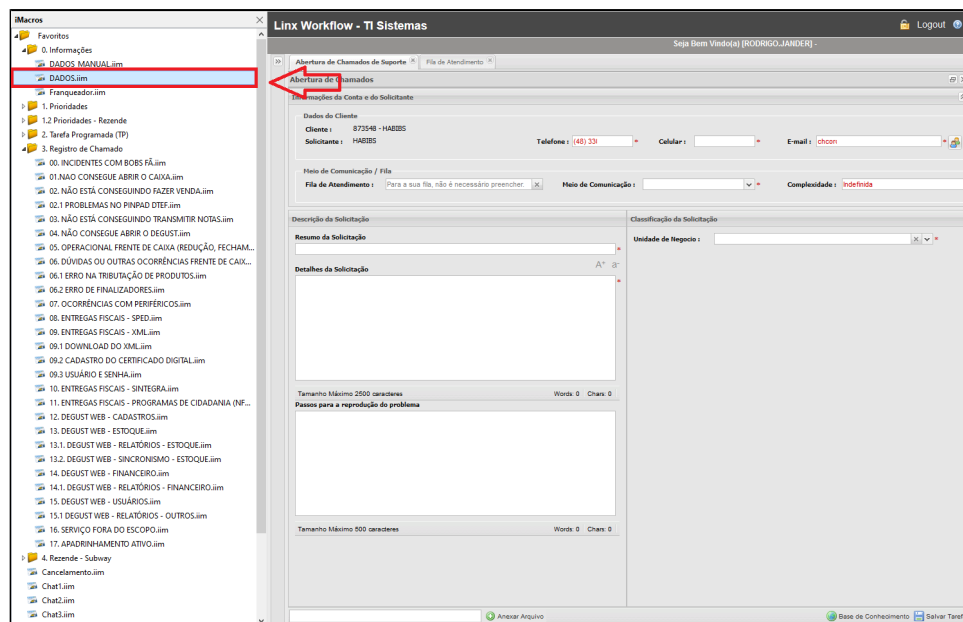 iMacros
Favoritos
0. Informações
DADOS_MANUAL.iim
DADOS.iim
Franqueador.iim
1. Prioridades
1.2 Prioridades - Rezende
2. Tarefa Programada (TP)
3. Registro de Chamado
00. INCIDENTES COM BOBS FÃ.iim
01.NAO CONSEGUE ABRIR O CAIXA.iim
02. NÃO ESTÁ CONSEGUINDO FAZER VENDA.iim
02.1 PROBLEMAS NO PINPAD DTEF.iim
03. NÃO ESTÁ CONSEGUINDO TRANSMITIR NOTAS.iim
04. NÃO CONSEGUE ABRIR O DEGUST.iim
05. OPERACIONAL FRENTE DE CAIXA (REDUÇÃO, FECHAM...
06. DÚVIDAS OU OUTRAS OCORRÊNCIAS FRENTE DE CAIX...
06.1 ERRO NA TRIBUTAÇÃO DE PRODUTOS.iim
06.2 ERRO DE FINALIZADORES.iim
07. OCORRÊNCIAS COM PERIFÉRICOS.iim
08. ENTREGAS FISCAIS - SPED.iim
09. ENTREGAS FISCAIS - XML.iim
09.1 DOWNLOAD DO XML.iim
09.2 CADASTRO DO CERTIFICADO DIGITAL.iim
09.3 USUÁRIO E SENHA.iim
10. ENTREGAS FISCAIS - SINTEGRA.iim
11. ENTREGAS FISCAIS - PROGRAMAS DE CIDADANIA (NF...
12. DEGUST WEB - CADASTROS.iim
13. DEGUST WEB - ESTOQUE.iim
13.1. DEGUST WEB - RELATÓRIOS - ESTOQUE.iim
13.2. DEGUST WEB - SINCRONISMO - ESTOQUE.iim
14. DEGUST WEB - FINANCEIRO.iim
14.1. DEGUST WEB - RELATÓRIOS - FINANCEIRO.iim
15. DEGUST WEB - USUÁRIOS.iim
15.1 DEGUST WEB - RELATÓRIOS - OUTROS.iim
16. SERVIÇO FORA DO ESCOPO.iim
17. APADRINHAMENTO ATIVO.iim
4. Rezende - Subway
Cancelamento.iim
Chat1.iim
Chat2.iim
Chat3.iim
Linx Workflow - TI Sistemas
Logout
Seja Bem Vindo(a) [RODRIGO.JANDER] -
Abertura de Chamados de Suporte
Fila de Atendimento
Abertura de Chamados
Informações da Conta e do Solicitante
Dados do Cliente
Cliente : 873548 - HABIBS
Solicitante : HABIBS Telefone : (48) 33 * Celular : * E-mail : chcon *
Meio de Comunicação / Fila
Fila de Atendimento : Para a sua fila, não é necessário preencher. Meio de Comunicação : * Complexidade : Indefinida
Descrição da Solicitação
Classificação da Solicitação
Resumo da Solicitação
Unidade de Negocio : *
*
A+ a-
Detalhes da Solicitação
*
Tamanho Máximo 2500 caracteres Words: 0 Chars: 0
Passos para a reprodução do problema
Tamanho Máximo 500 caracteres Words: 0 Chars: 0
Anexar Arquivo
Base de Conhecimento
Salvar Taref